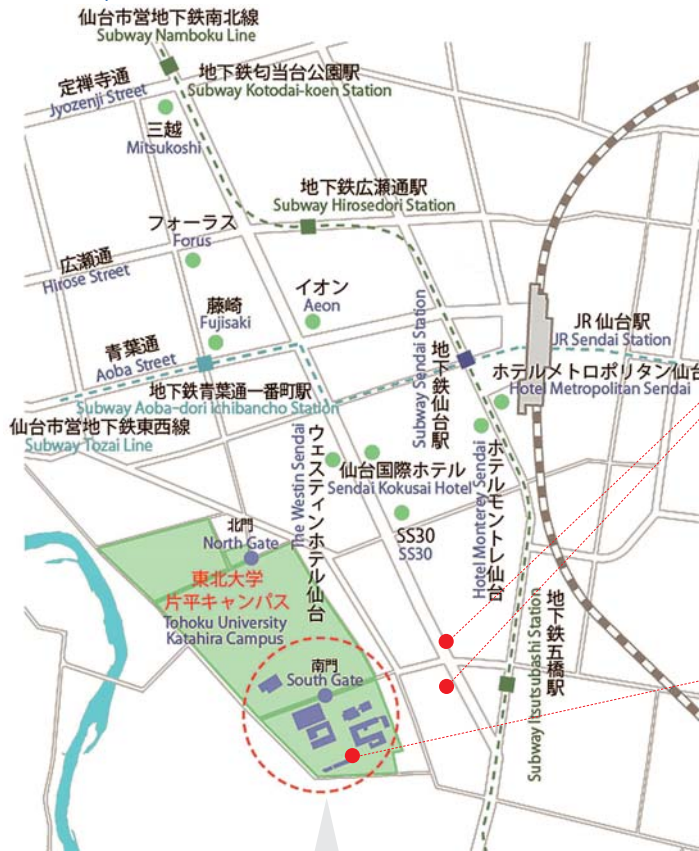 仙台市営地下鉄南北線
Subway Namboku Line
定禅寺通
Jyozenji Street
地下鉄匂当台公園駅
Subway Kotodai-koen Station
三越
Mitsukoshi
地下鉄広瀬通駅
Subway Hirosedori Station
フォーラス
Forus
広瀬通
Hirose Street
イオン
Aeon
藤崎
Fujisaki
JR 仙台駅
JR Sendai Station
青葉通
Aoba Street
地下鉄仙台駅
Subway Sendai Station
ホテルメトロポリタン仙台
Hotel Metropolitan Sendai
地下鉄青葉通一番町駅
Subway Aoba-dori Ichibancho Station
仙台市営地下鉄東西線
Subway Tozai Line
ウェスティンホテル仙台
The Westin Sendai
仙台国際ホテル
Sendai Kokusai Hotel
ホテルモントレ仙台
Hotel Monterey Sendai
SS30
SS30
北門
North Gate
東北大学
片平キャンパス
Tohoku University
Katahira Campus
地下鉄五橋駅
Subway Itsutsubashi Station
南門
South Gate